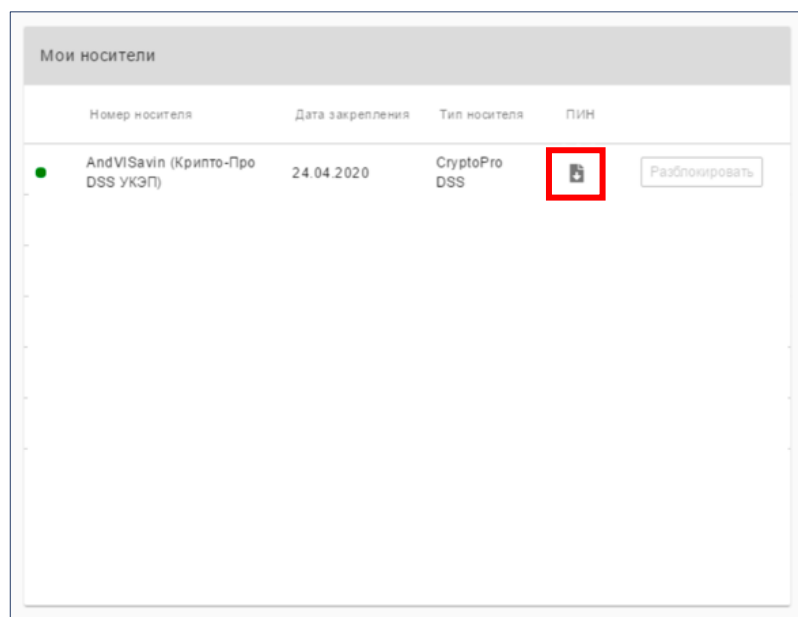 Мои носители
Номер носителя Дата закрепления Тип носителя ПИН
AndVISavin (Крипто-Про DSS УКЭП) 24.04.2020 CryptoPro DSS Разблокировать